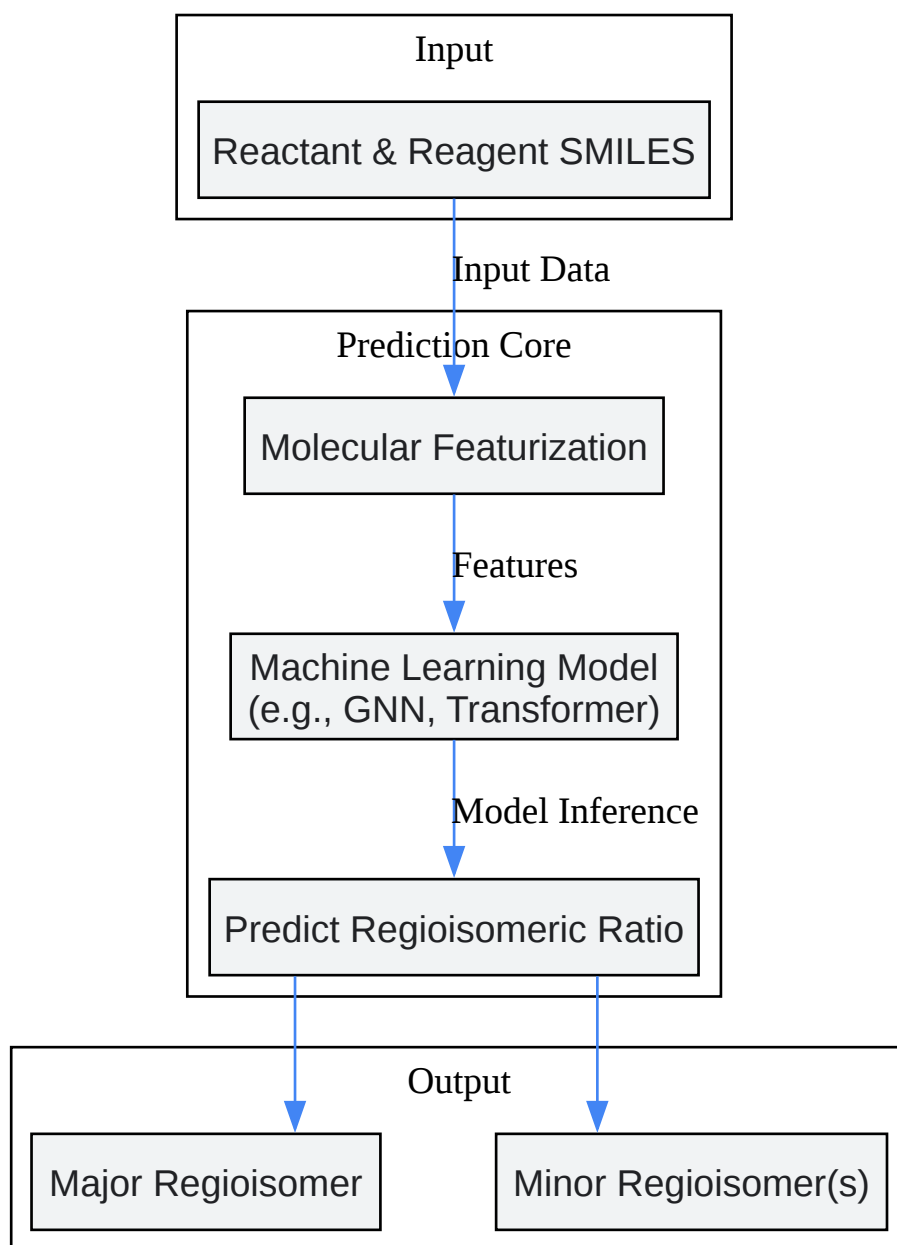 Input
Reactant & Reagent SMILES
Input Data
Prediction Core
Molecular Featurization
Features
Machine Learning Model
(e.g., GNN, Transformer)
Model Inference
Predict Regioisomeric Ratio
Output
Major Regioisomer
Minor Regioisomer(s)